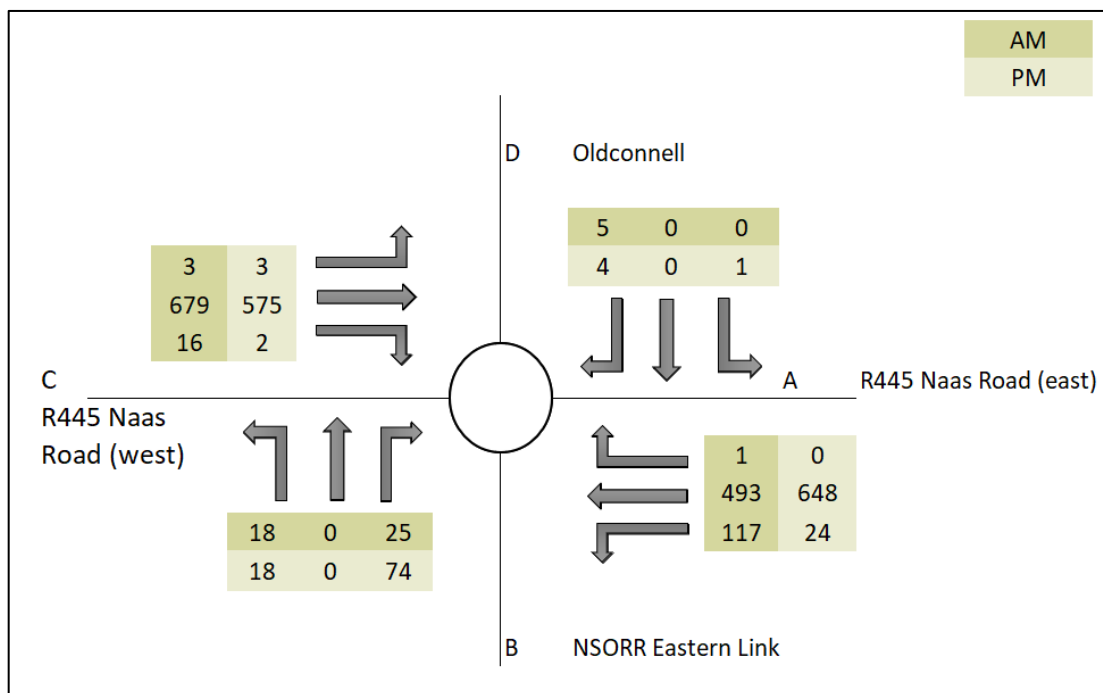 AM
PM
D Oldconnell
5 0 0
4 0 1
3 3
679 575
16 2
C
R445 Naas
Road (west)
A R445 Naas Road (east)
1 0
493 648
117 24
18 0 25
18 0 74
B NSORR Eastern Link